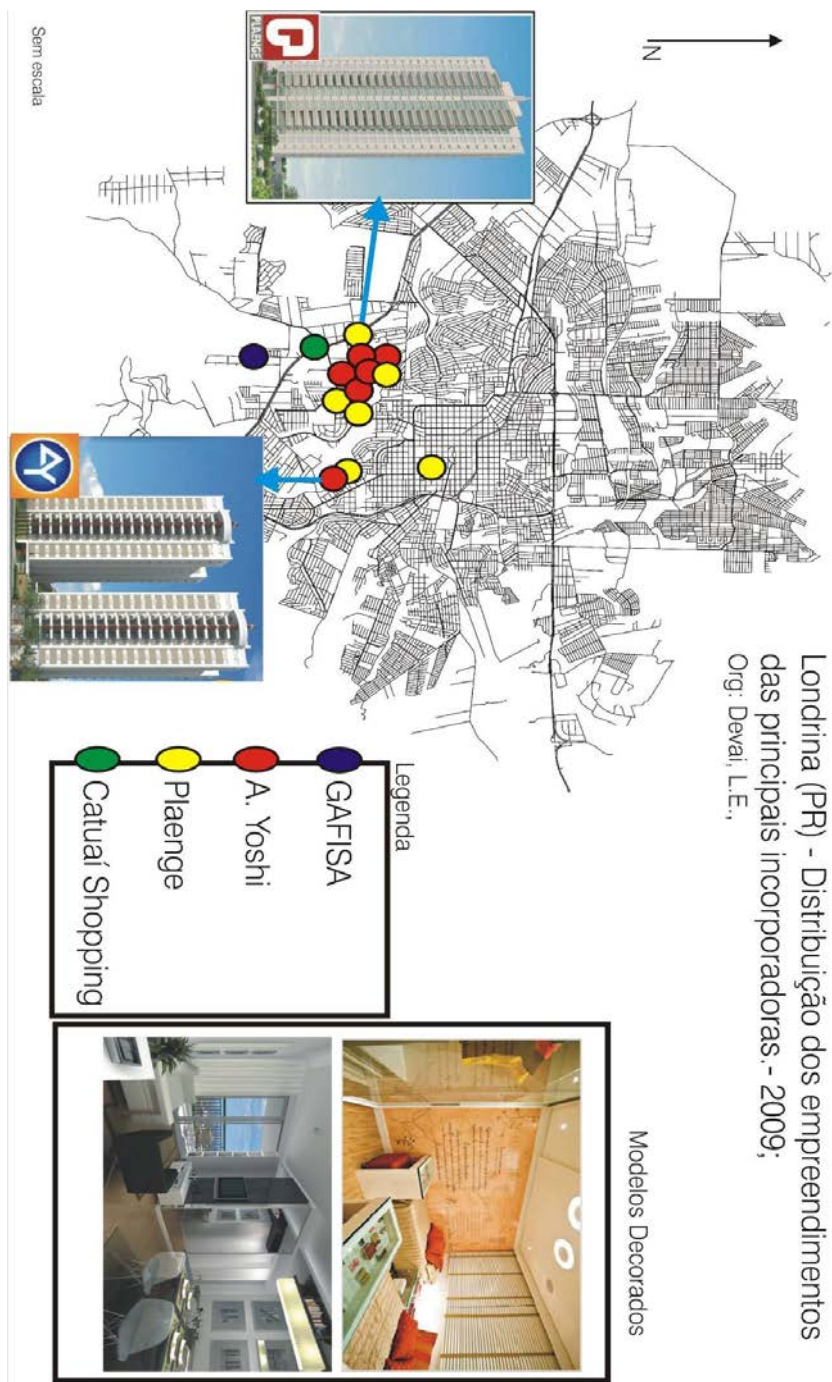 Londrina (PR) - Distribuição dos empreendimentos
das principais incorporadoras.- 2009;
Org: Devai, L.E.,
N
PLAENGE
Sem escala
Legenda
GAFISA
A. Yoshi
Plaenge
Catuaí Shopping
Modelos Decorados